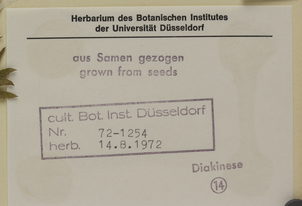 Herbarium des Botanischen Institutes
der Universität Düsseldorf
aus Samen gezogen
grown from seeds
cult. Bot. Inst. Düsseldorf
Nr. 72-1254
herb. 14.8.1972
Diakinese
14